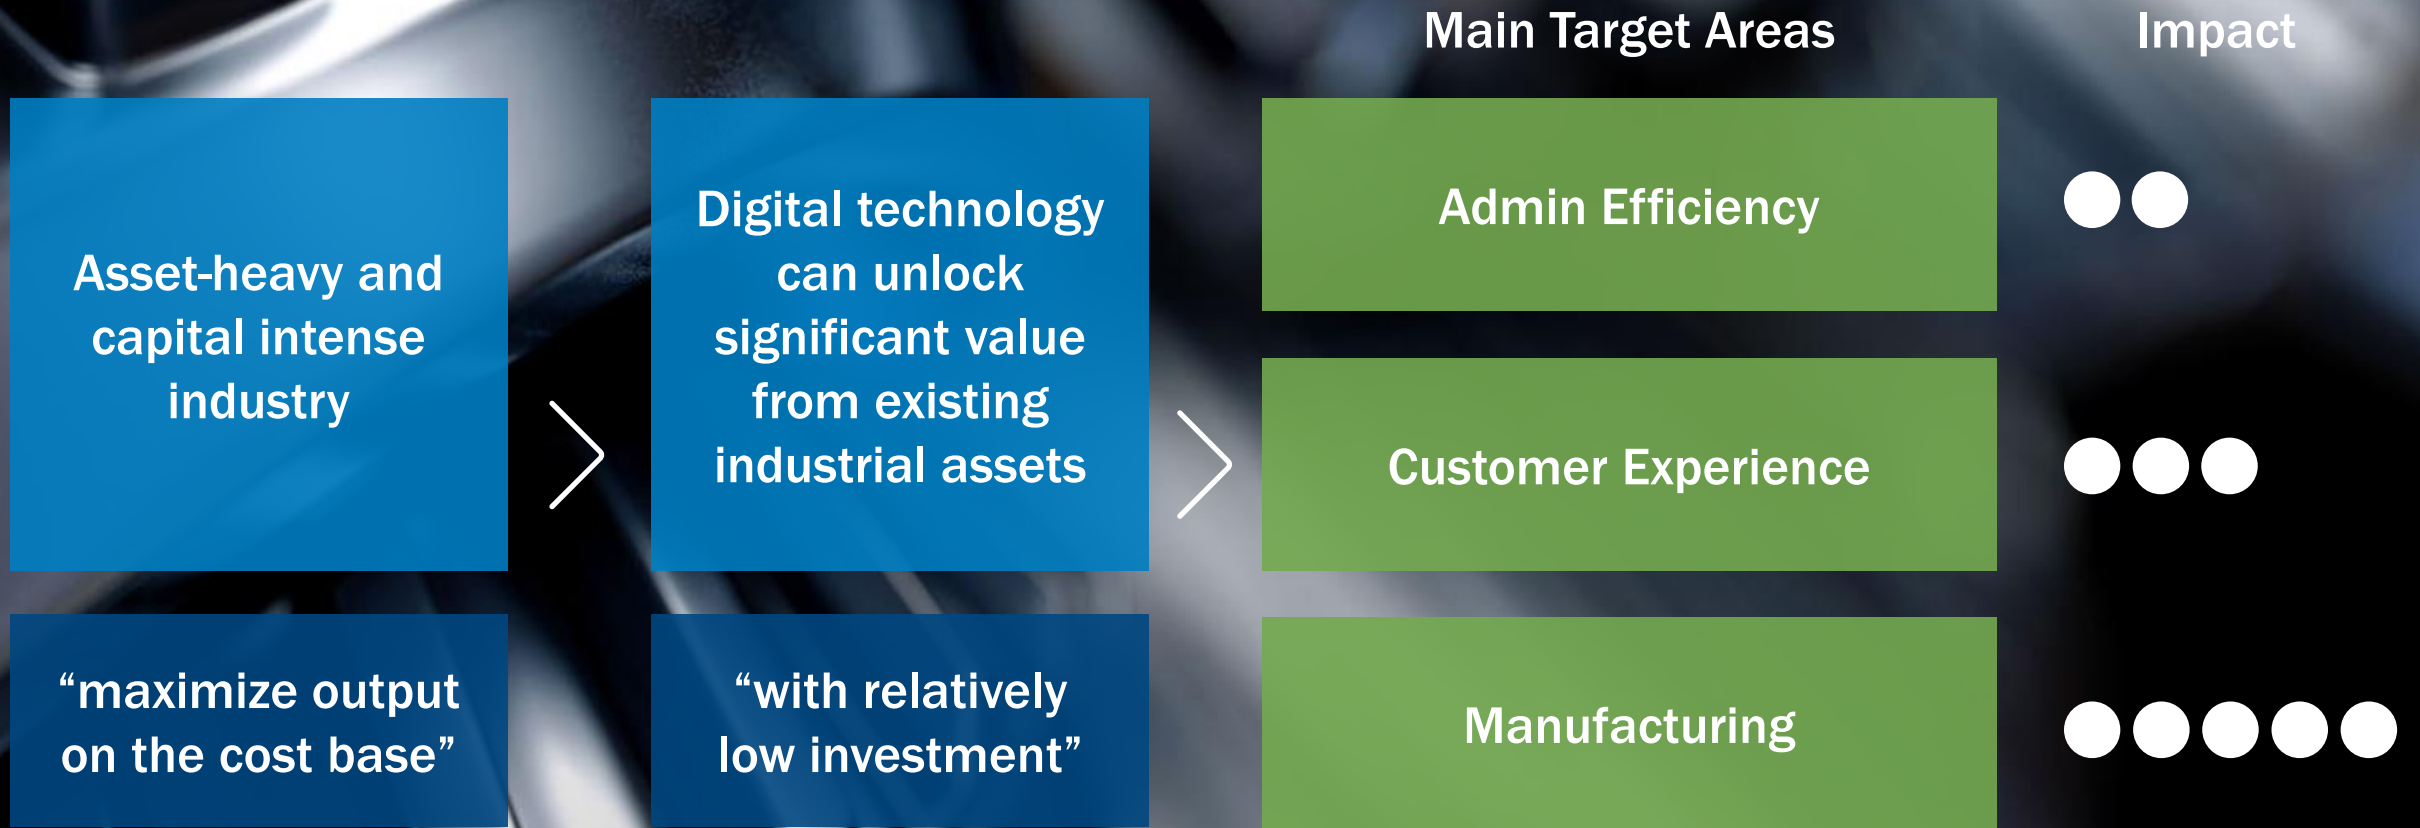 Main Target Areas
Impact
Asset-heavy and
capital intense
industry
“maximize output
on the cost base”
Digital technology
can unlock
significant value
from existing
industrial assets
“with relatively
low investment”
Admin Efficiency
Customer Experience
Manufacturing